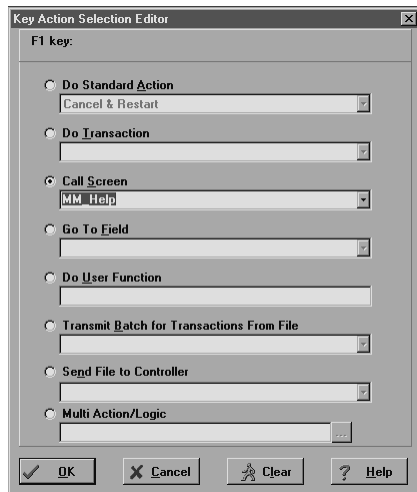 Key Action Selection Editor
F1 key:
Do Standard Action
Cancel & Restart
Do Transaction
Call Screen
MM_Help
Go To Field
Do User Function
Transmit Batch for Transactions From File
Send File to Controller
Multi Action/Logic
...
OK Cancel Clear Help